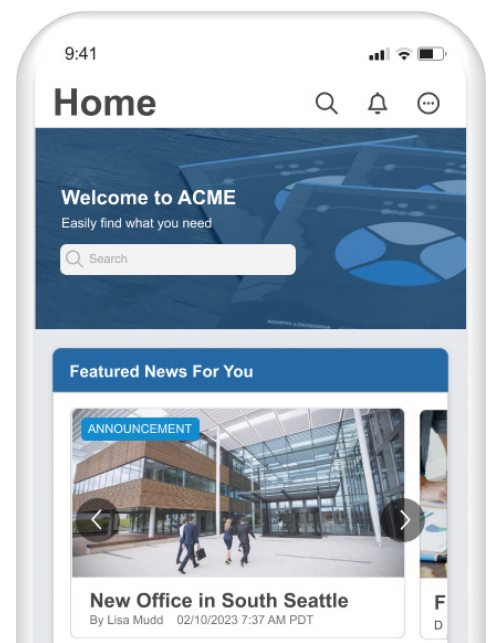 9:41
Home
Welcome to ACME
Easily find what you need
Search
Featured News For You
ANNOUNCEMENT
New Office in South Seattle
By Lisa Mudd 02/10/2023 7:37 AM PDT
F
D